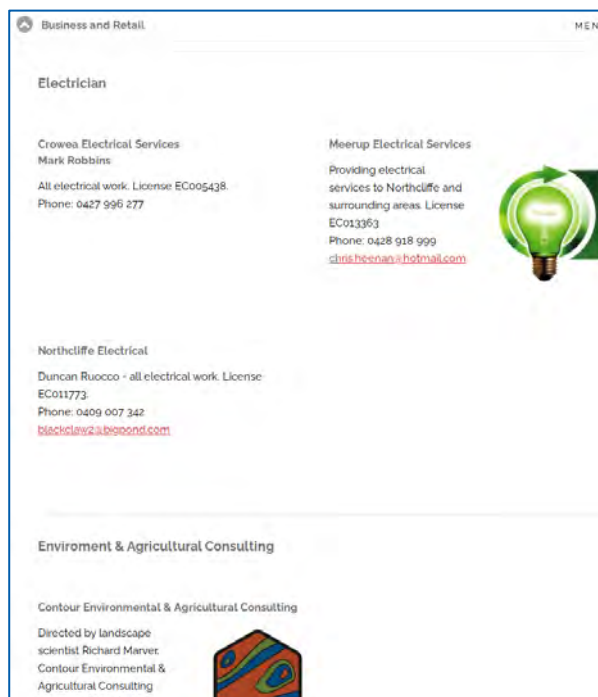 Business and Retail
MEN
Electrician
Crowea Electrical Services
Mark Robbins
All electrical work. License EC005438.
Phone: 0427 996 277
Meerup Electrical Services
Providing electrical
services to Northcliffe and
surrounding areas. License
EC013363
Phone: 0428 918 999
chris.heenan@hotmail.com
Northcliffe Electrical
Duncan Ruocco - all electrical work. License
EC011773.
Phone: 0409 007 342
blackclaw2@bigpond.com
Enviroment & Agricultural Consulting
Contour Environmental & Agricultural Consulting
Directed by landscape
scientist Richard Marver,
Contour Environmental &
Agricultural Consulting